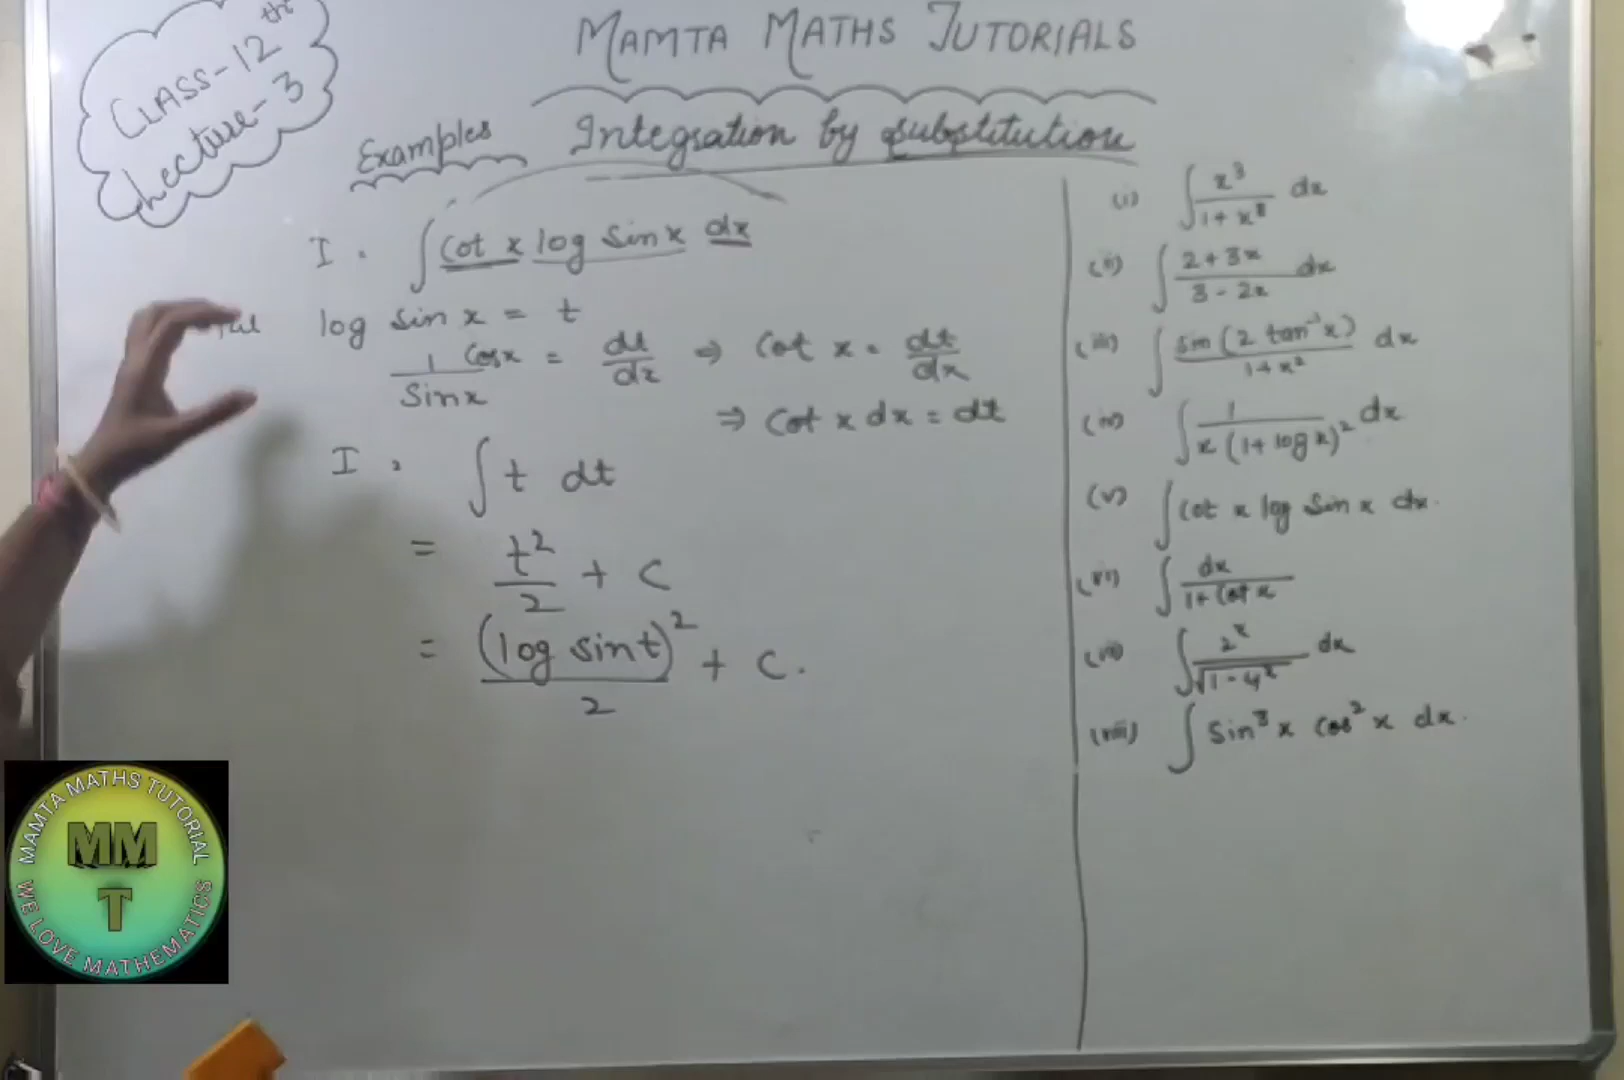 CLASS-12th
Lecture-3
MAMTA MATHS TUTORIALS
Examples Integration by substitution
I = ∫ Cot x log Sin x dx
log sin x = t
1/Sinx Cosx = dt/dx ⇒ Cot x = dt/dx
⇒ Cot x dx = dt
I = ∫ t dt
= t²/2 + C
= (log sin t)²/2 + C.
(i) ∫ x³/1+x⁸ dx
(ii) ∫ 2+3x/3-2x dx
(iii) ∫ sin(2 tan⁻¹x)/1+x² dx
(iv) ∫ 1/x(1+log x)² dx
(v) ∫ Cot x log Sin x dx.
(vi) ∫ dx/1+Cot x
(vii) ∫ 2ˣ/√1-4ˣ dx
(viii) ∫ Sin³x Cos²x dx.
MAMTA MATHS TUTORIAL
MM
T
WE LOVE MATHEMATICS